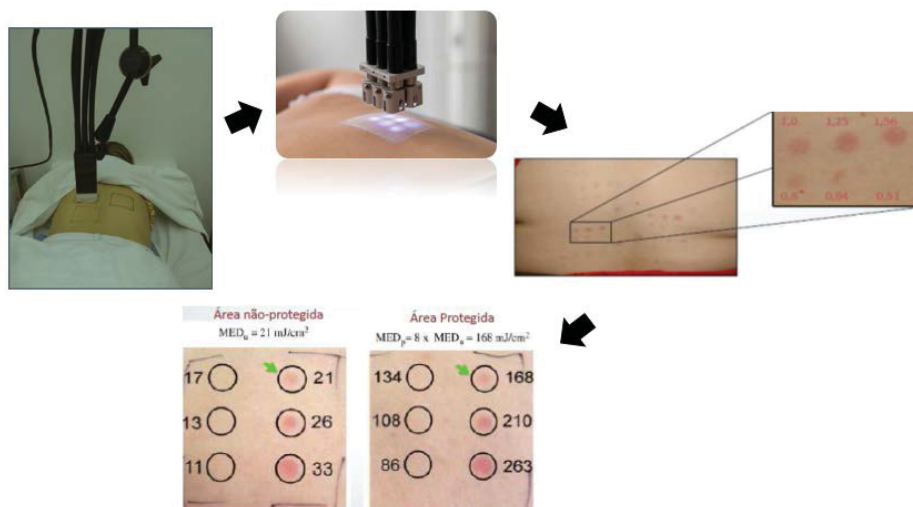 1,0 1,25 1,56
0,64 0,51
Área não-protegida
MEDu = 21 mJ/cm²
17 21
13 26
11 33
Área Protegida
MEDp= 8 x MEDu = 168 mJ/cm²
134 168
108 210
86 263